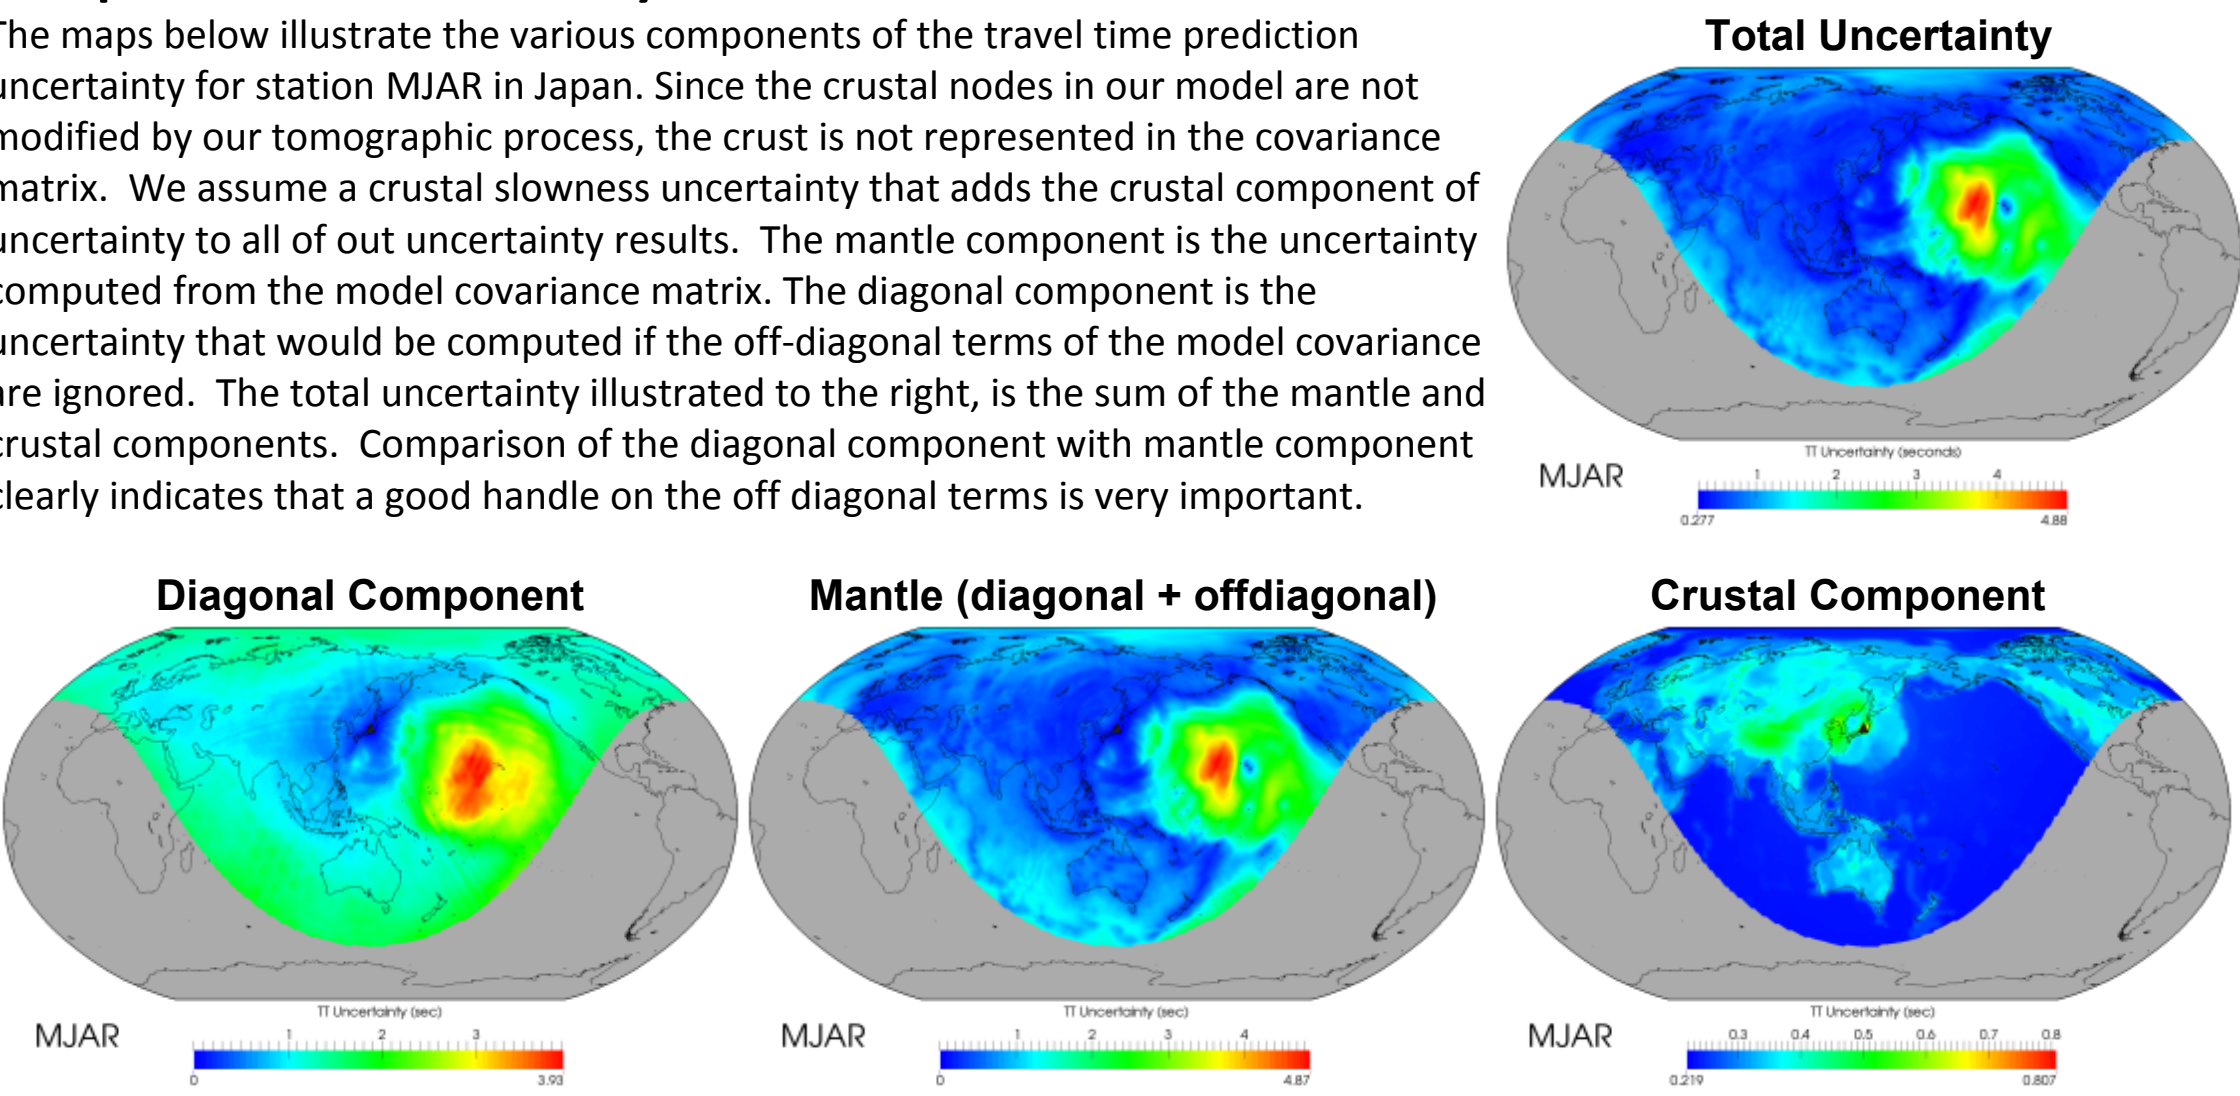 The maps below illustrate the various components of the travel time prediction
uncertainty for station MJAR in Japan. Since the crustal nodes in our model are not
modified by our tomographic process, the crust is not represented in the covariance
matrix.  We assume a crustal slowness uncertainty that adds the crustal component of
uncertainty to all of out uncertainty results.  The mantle component is the uncertainty
computed from the model covariance matrix. The diagonal component is the
uncertainty that would be computed if the off-diagonal terms of the model covariance
are ignored.  The total uncertainty illustrated to the right, is the sum of the mantle and
crustal components.  Comparison of the diagonal component with mantle component
clearly indicates that a good handle on the off diagonal terms is very important.
Total Uncertainty
TT Uncertainty (seconds)
MJAR
1 2 3 4
0.277 4.88
Diagonal Component
TT Uncertainty (sec)
MJAR
1 2 3
0 3.93
Mantle (diagonal + offdiagonal)
TT Uncertainty (sec)
MJAR
1 2 3 4
0 4.87
Crustal Component
TT Uncertainty (sec)
MJAR
0.3 0.4 0.5 0.6 0.7 0.8
0.219 0.807